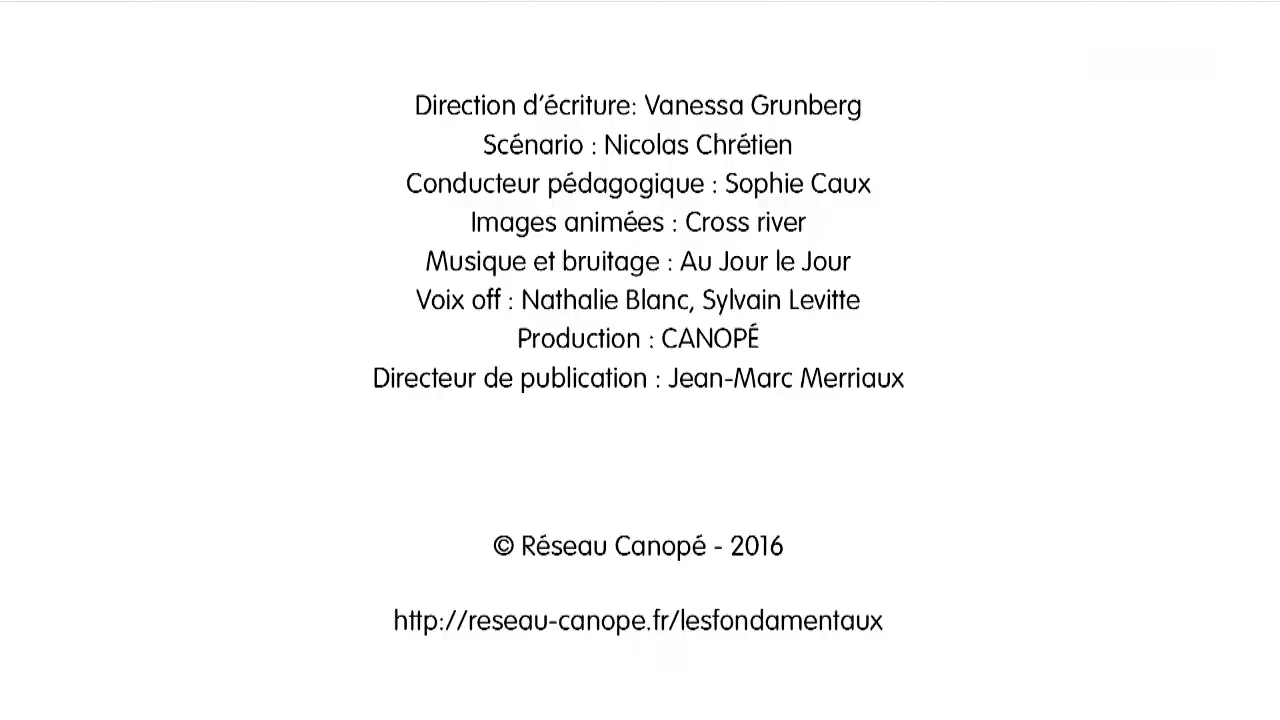 Direction d'écriture: Vanessa Grunberg
Scénario : Nicolas Chrétien
Conducteur pédagogique : Sophie Caux
Images animées : Cross river
Musique et bruitage : Au Jour le Jour
Voix off : Nathalie Blanc, Sylvain Levitte
Production : CANOPÉ
Directeur de publication : Jean-Marc Merriaux
© Réseau Canopé - 2016
http://reseau-canope.fr/lesfondamentaux